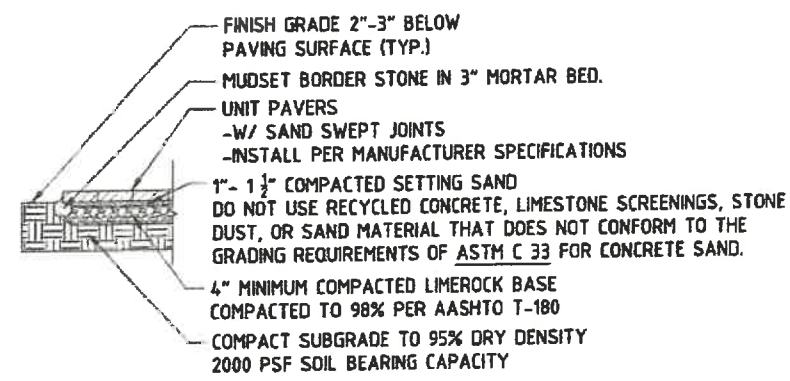 FINISH GRADE 2"-3" BELOW
PAVING SURFACE (TYP.)
MUDSET BORDER STONE IN 3" MORTAR BED.
UNIT PAVERS
-W/ SAND SWEPT JOINTS
-INSTALL PER MANUFACTURER SPECIFICATIONS
1"- 1 1/2" COMPACTED SETTING SAND
DO NOT USE RECYCLED CONCRETE, LIMESTONE SCREENINGS, STONE
DUST, OR SAND MATERIAL THAT DOES NOT CONFORM TO THE
GRADING REQUIREMENTS OF ASTM C 33 FOR CONCRETE SAND.
4" MINIMUM COMPACTED LIMEROCK BASE
COMPACTED TO 98% PER AASHTO T-180
COMPACT SUBGRADE TO 95% DRY DENSITY
2000 PSF SOIL BEARING CAPACITY